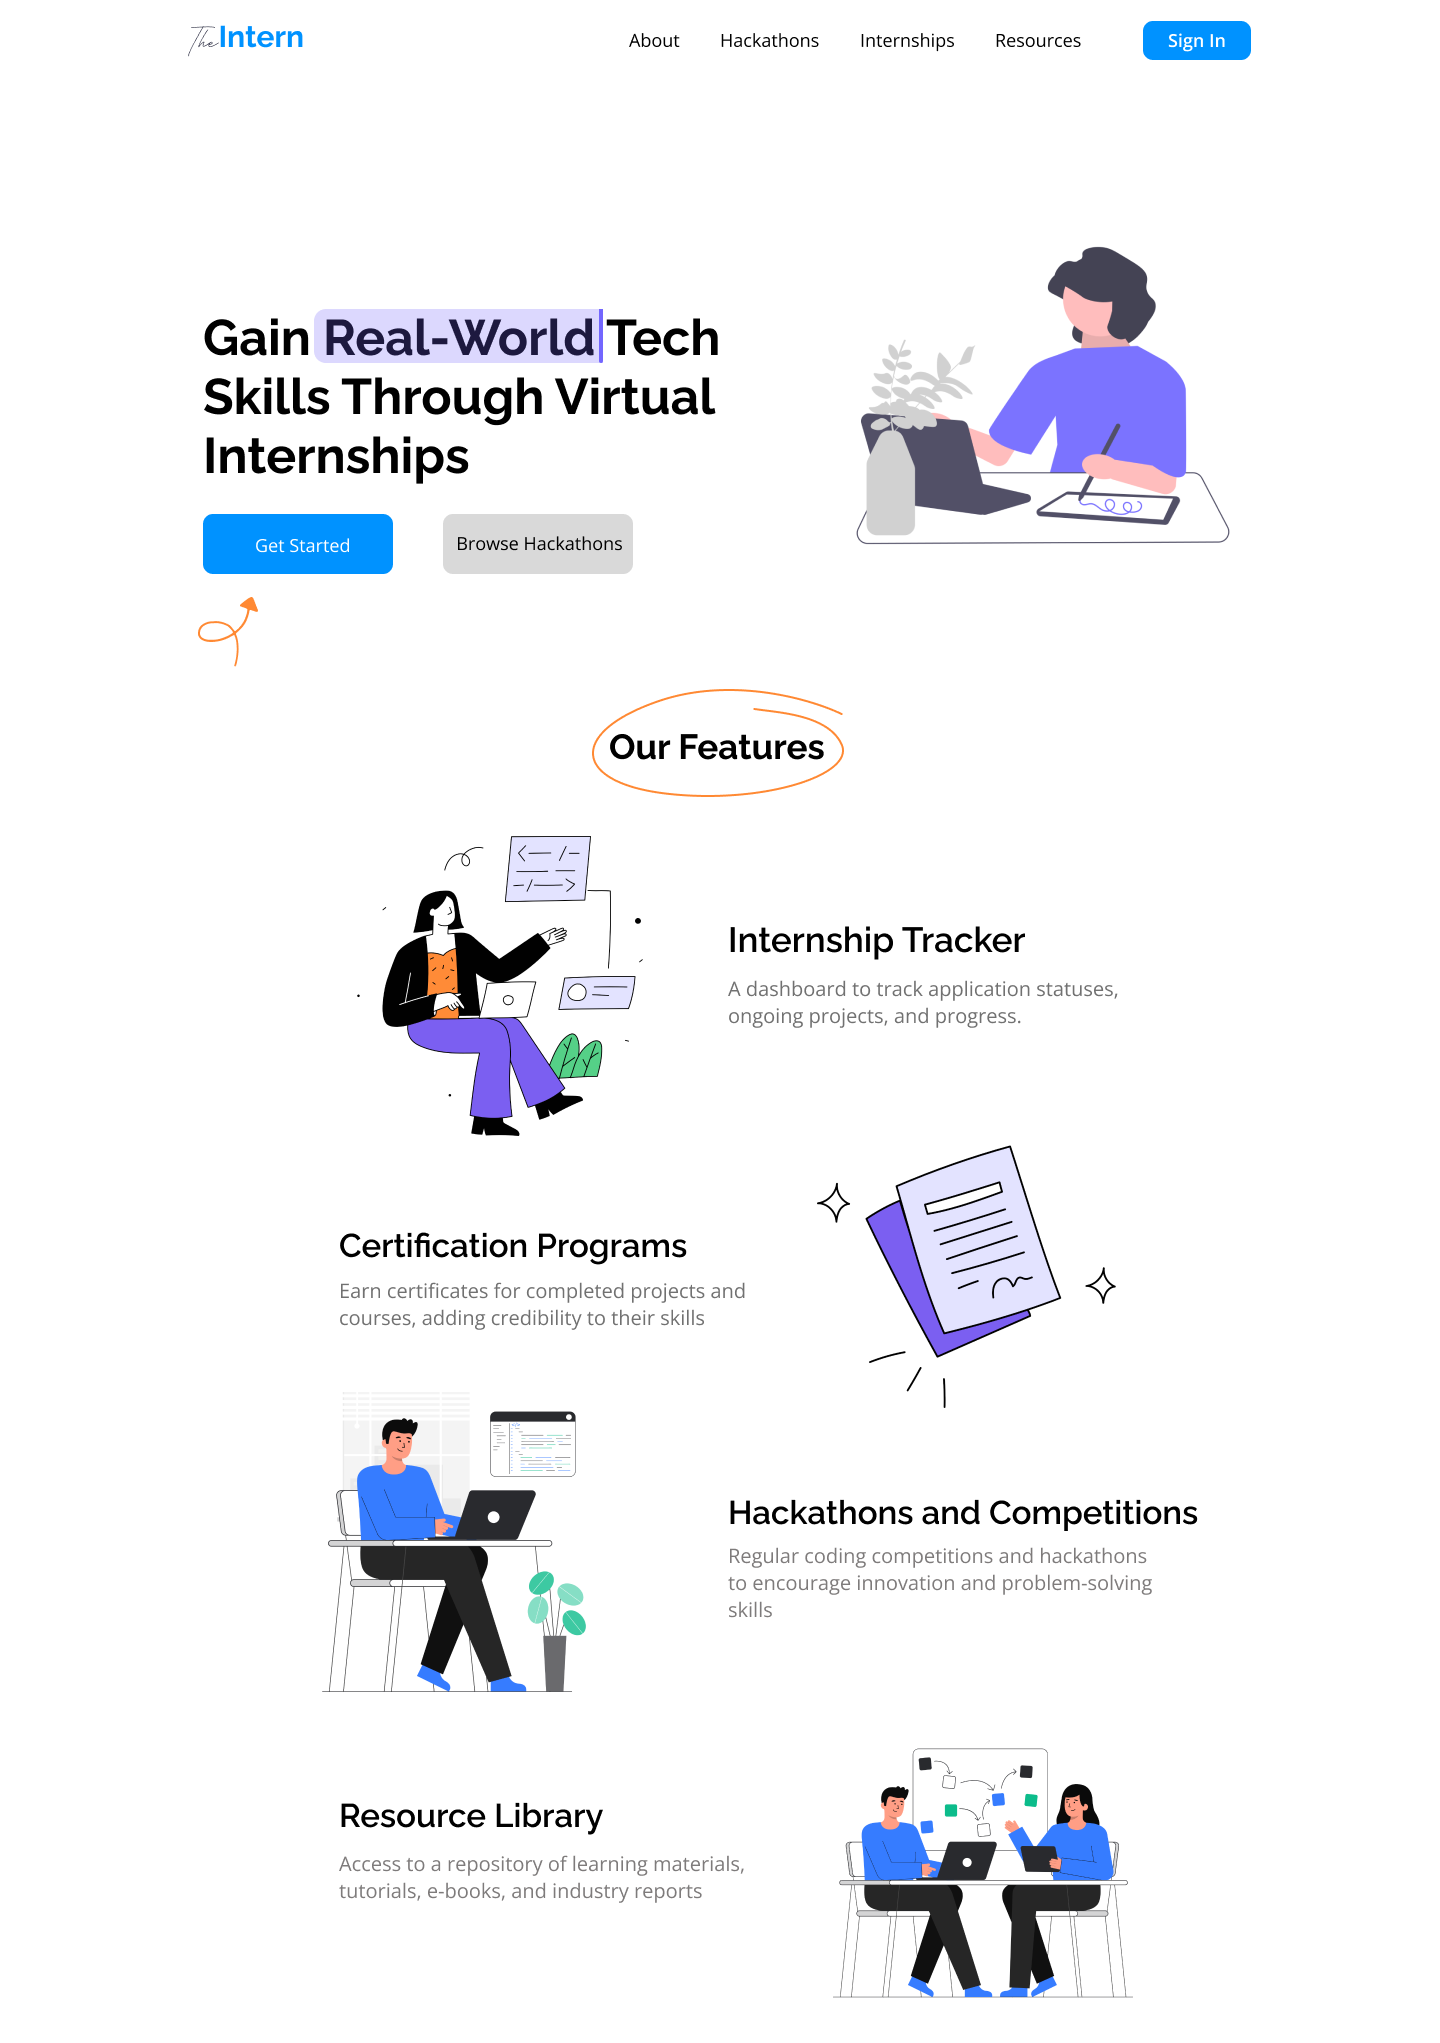 The Intern
About Hackathons Internships Resources Sign In
Gain Real-World Tech
Skills Through Virtual
Internships
Get Started Browse Hackathons
Our Features
Internship Tracker
A dashboard to track application statuses,
ongoing projects, and progress.
Certification Programs
Earn certificates for completed projects and
courses, adding credibility to their skills
Hackathons and Competitions
Regular coding competitions and hackathons
to encourage innovation and problem-solving
skills
Resource Library
Access to a repository of learning materials,
tutorials, e-books, and industry reports